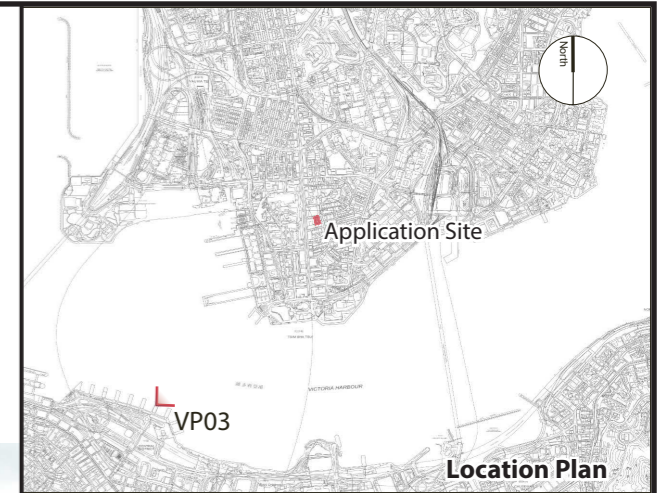 North
Application Site
VICTORIA HARBOUR
VP03
Location Plan